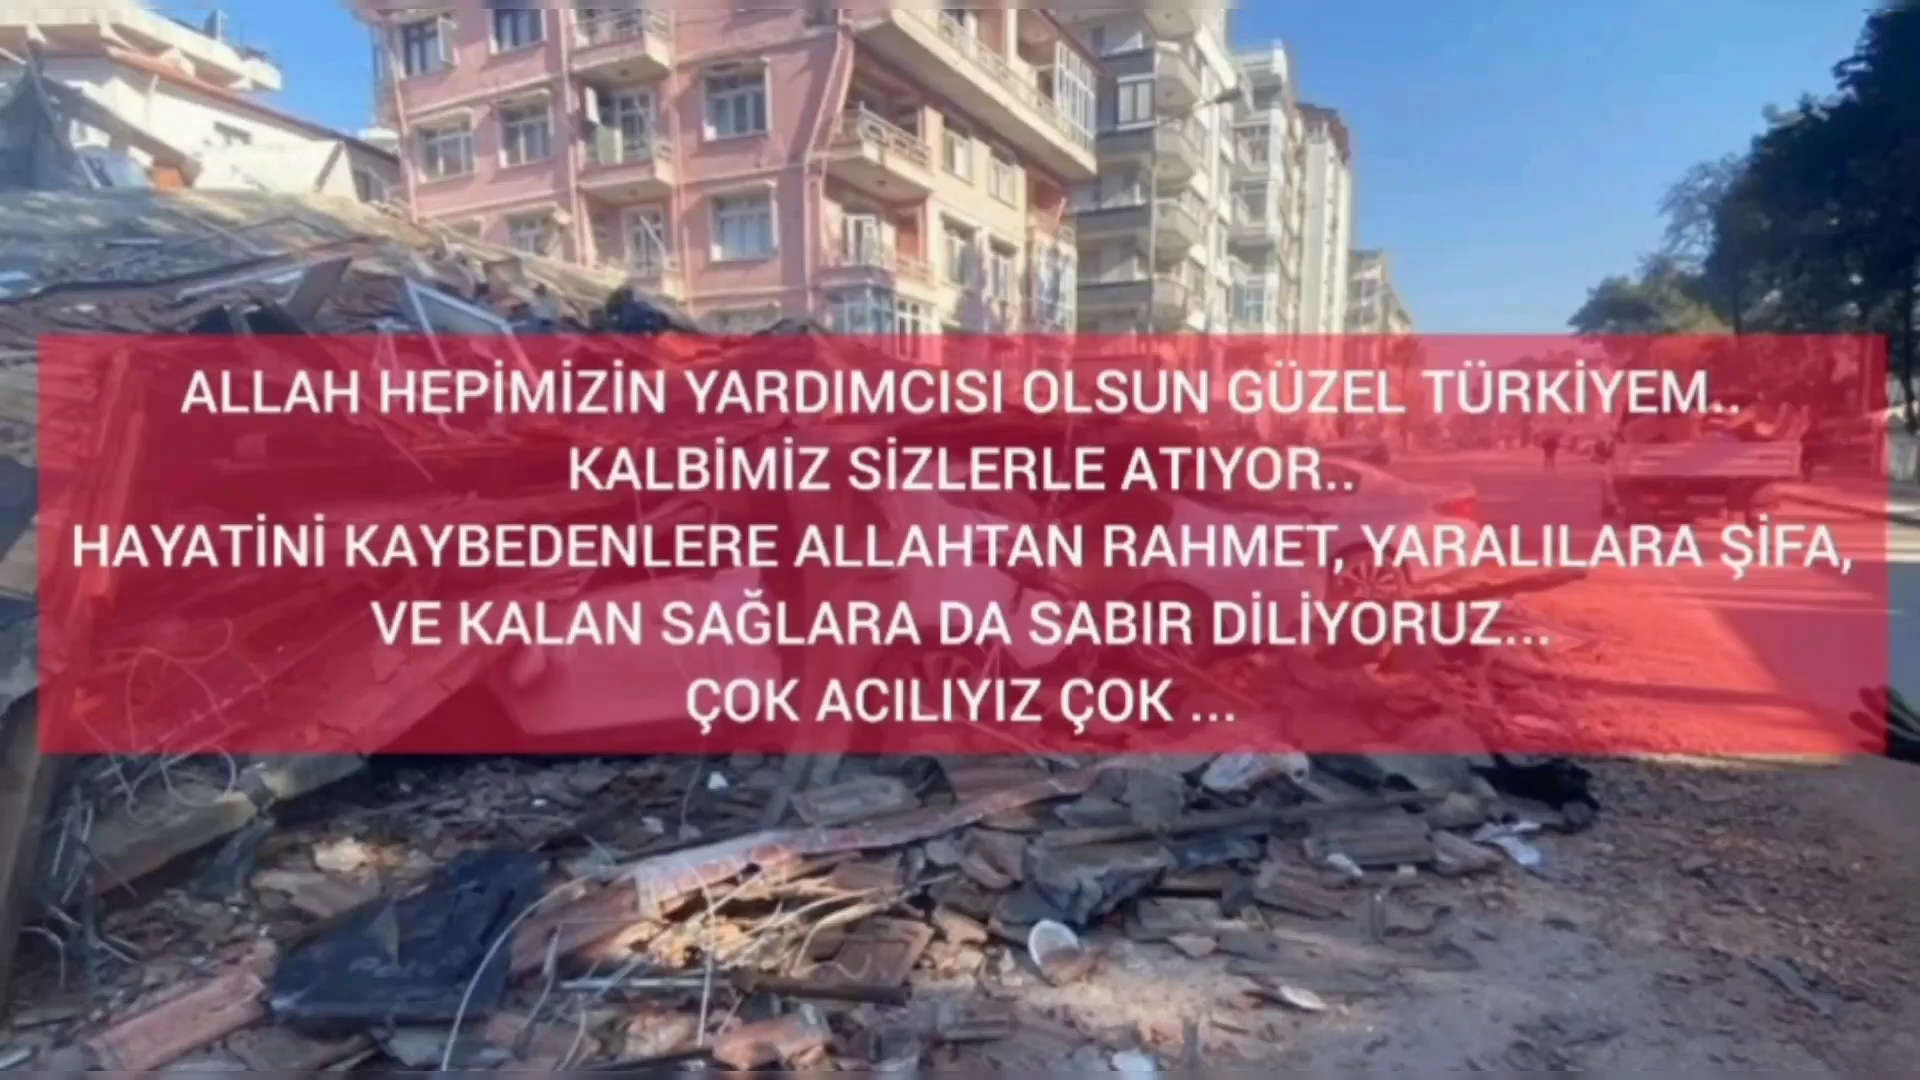 ALLAH HEPİMİZİN YARDIMCISI OLSUN GÜZEL TÜRKİYEM..
KALBİMİZ SİZLERLE ATIYOR..
HAYATİNİ KAYBEDENLERE ALLAHTAN RAHMET, YARALILARA ŞİFA,
VE KALAN SAĞLARA DA SABIR DİLİYORUZ...
ÇOK ACILIYIZ ÇOK ...